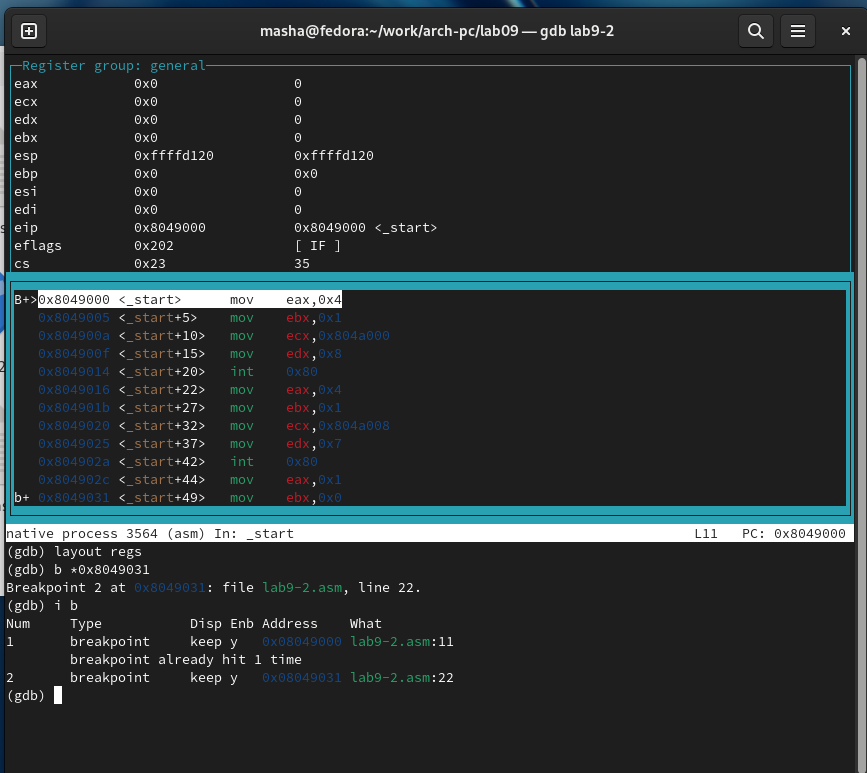 masha@fedora:~/work/arch-pc/lab09 — gdb lab9-2
Register group: general
eax 0x0 0
ecx 0x0 0
edx 0x0 0
ebx 0x0 0
esp 0xffffd120 0xffffd120
ebp 0x0 0x0
esi 0x0 0
edi 0x0 0
eip 0x8049000 0x8049000 <_start>
eflags 0x202 [ IF ]
cs 0x23 35
B+>0x8049000 <_start> mov eax,0x4
0x8049005 <_start+5> mov ebx,0x1
0x804900a <_start+10> mov ecx,0x804a000
0x804900f <_start+15> mov edx,0x8
0x8049014 <_start+20> int 0x80
0x8049016 <_start+22> mov eax,0x4
0x804901b <_start+27> mov ebx,0x1
0x8049020 <_start+32> mov ecx,0x804a008
0x8049025 <_start+37> mov edx,0x7
0x804902a <_start+42> int 0x80
0x804902c <_start+44> mov eax,0x1
b+ 0x8049031 <_start+49> mov ebx,0x0
native process 3564 (asm) In: _start L11 PC: 0x8049000
(gdb) layout regs
(gdb) b *0x8049031
Breakpoint 2 at 0x8049031: file lab9-2.asm, line 22.
(gdb) i b
Num Type Disp Enb Address What
1 breakpoint keep y 0x08049000 lab9-2.asm:11
breakpoint already hit 1 time
2 breakpoint keep y 0x08049031 lab9-2.asm:22
(gdb)